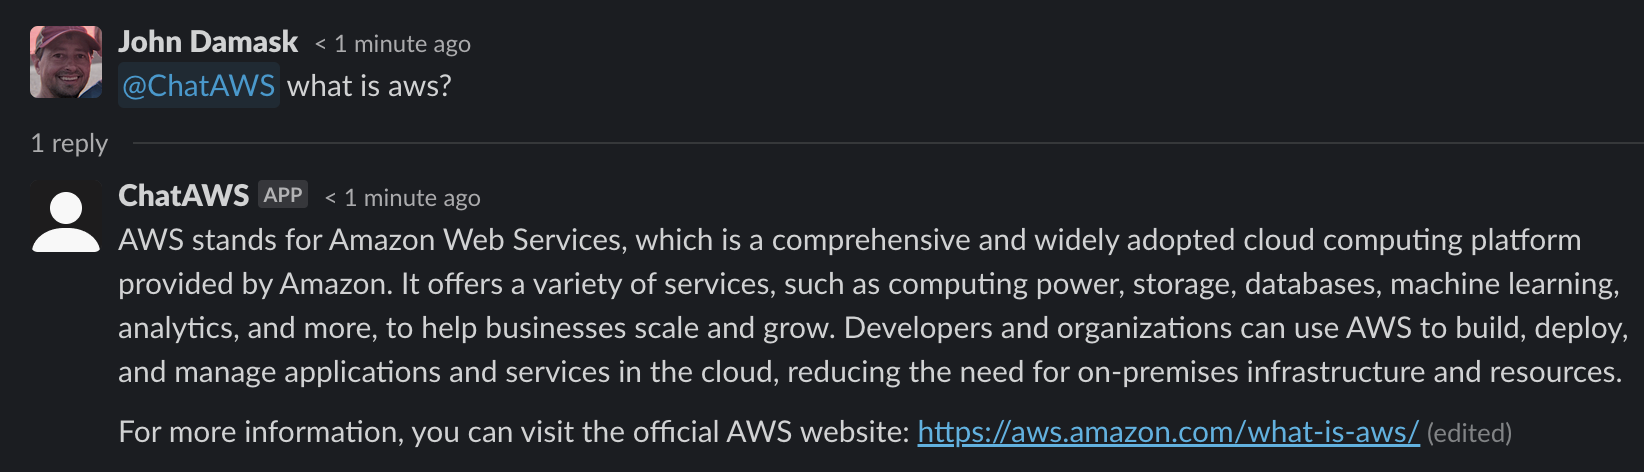 John Damask < 1 minute ago
@ChatAWS what is aws?
1 reply
ChatAWS APP < 1 minute ago
AWS stands for Amazon Web Services, which is a comprehensive and widely adopted cloud computing platform
provided by Amazon. It offers a variety of services, such as computing power, storage, databases, machine learning,
analytics, and more, to help businesses scale and grow. Developers and organizations can use AWS to build, deploy,
and manage applications and services in the cloud, reducing the need for on-premises infrastructure and resources.
For more information, you can visit the official AWS website: https://aws.amazon.com/what-is-aws/ (edited)